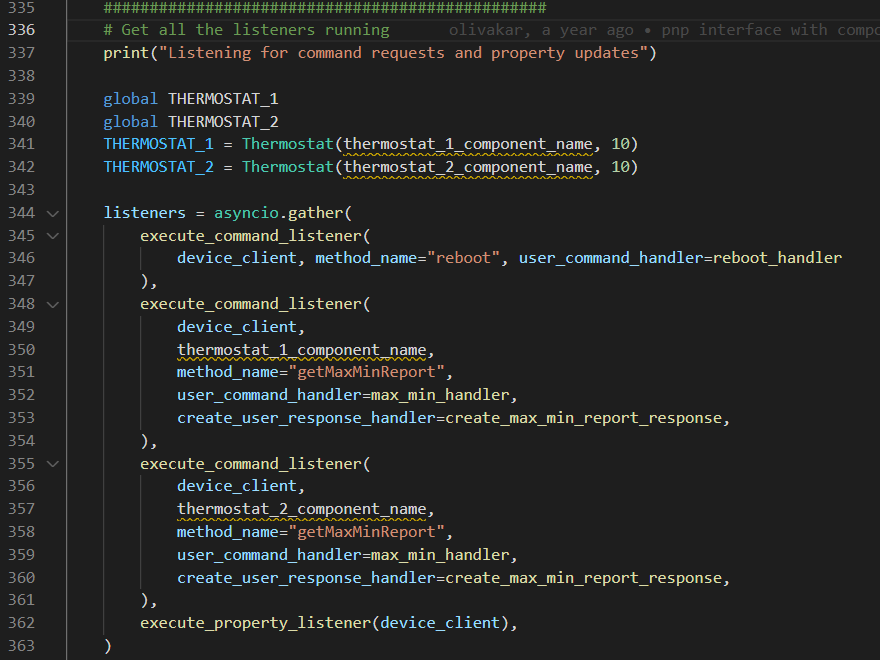 335 ################################################
336 # Get all the listeners running olivakar, a year ago • pnp interface with compo
337 print("Listening for command requests and property updates")
338
339 global THERMOSTAT_1
340 global THERMOSTAT_2
341 THERMOSTAT_1 = Thermostat(thermostat_1_component_name, 10)
342 THERMOSTAT_2 = Thermostat(thermostat_2_component_name, 10)
343
344 listeners = asyncio.gather(
345 execute_command_listener(
346 device_client, method_name="reboot", user_command_handler=reboot_handler
347 ),
348 execute_command_listener(
349 device_client,
350 thermostat_1_component_name,
351 method_name="getMaxMinReport",
352 user_command_handler=max_min_handler,
353 create_user_response_handler=create_max_min_report_response,
354 ),
355 execute_command_listener(
356 device_client,
357 thermostat_2_component_name,
358 method_name="getMaxMinReport",
359 user_command_handler=max_min_handler,
360 create_user_response_handler=create_max_min_report_response,
361 ),
362 execute_property_listener(device_client),
363 )